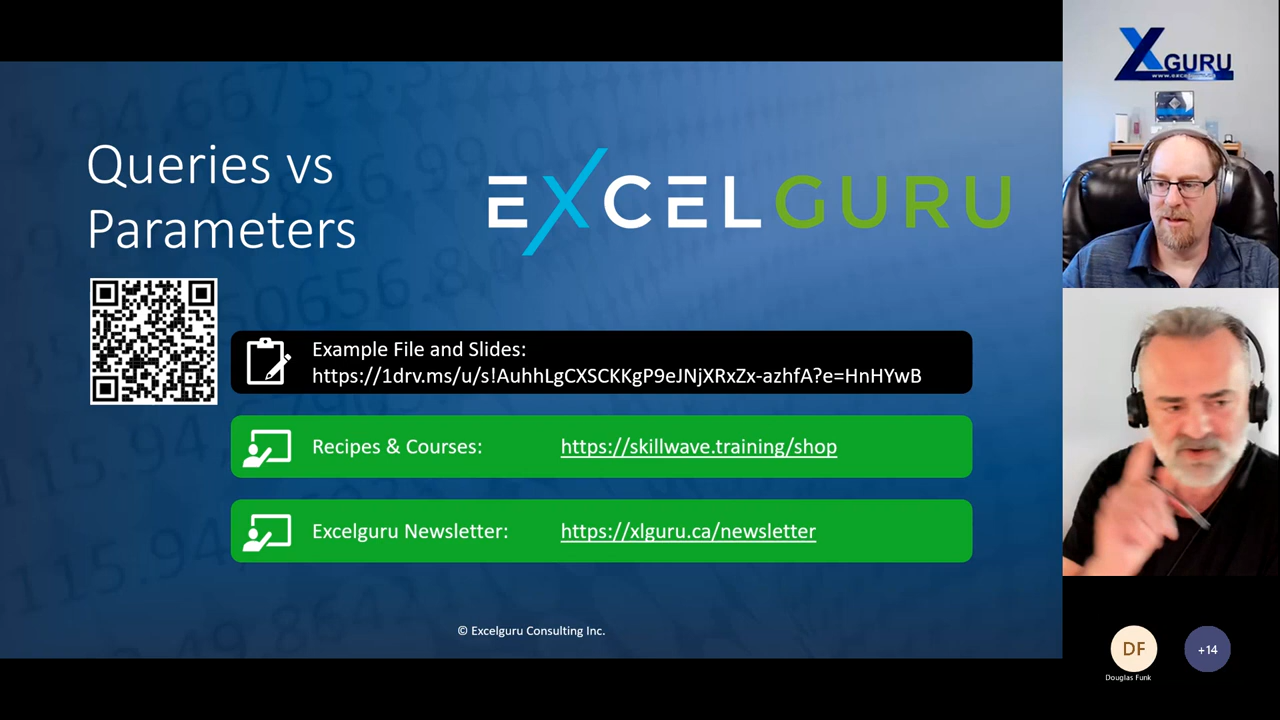 Queries vs
Parameters
EXCELGURU
Example File and Slides:
https://1drv.ms/u/s!AuhhLgCXSCKKgP9eJNjXRxZx-azhfA?e=HnHYwB
Recipes & Courses: https://skillwave.training/shop
Excelguru Newsletter: https://xlguru.ca/newsletter
© Excelguru Consulting Inc.
XGURU
DF
Douglas Funk
+14